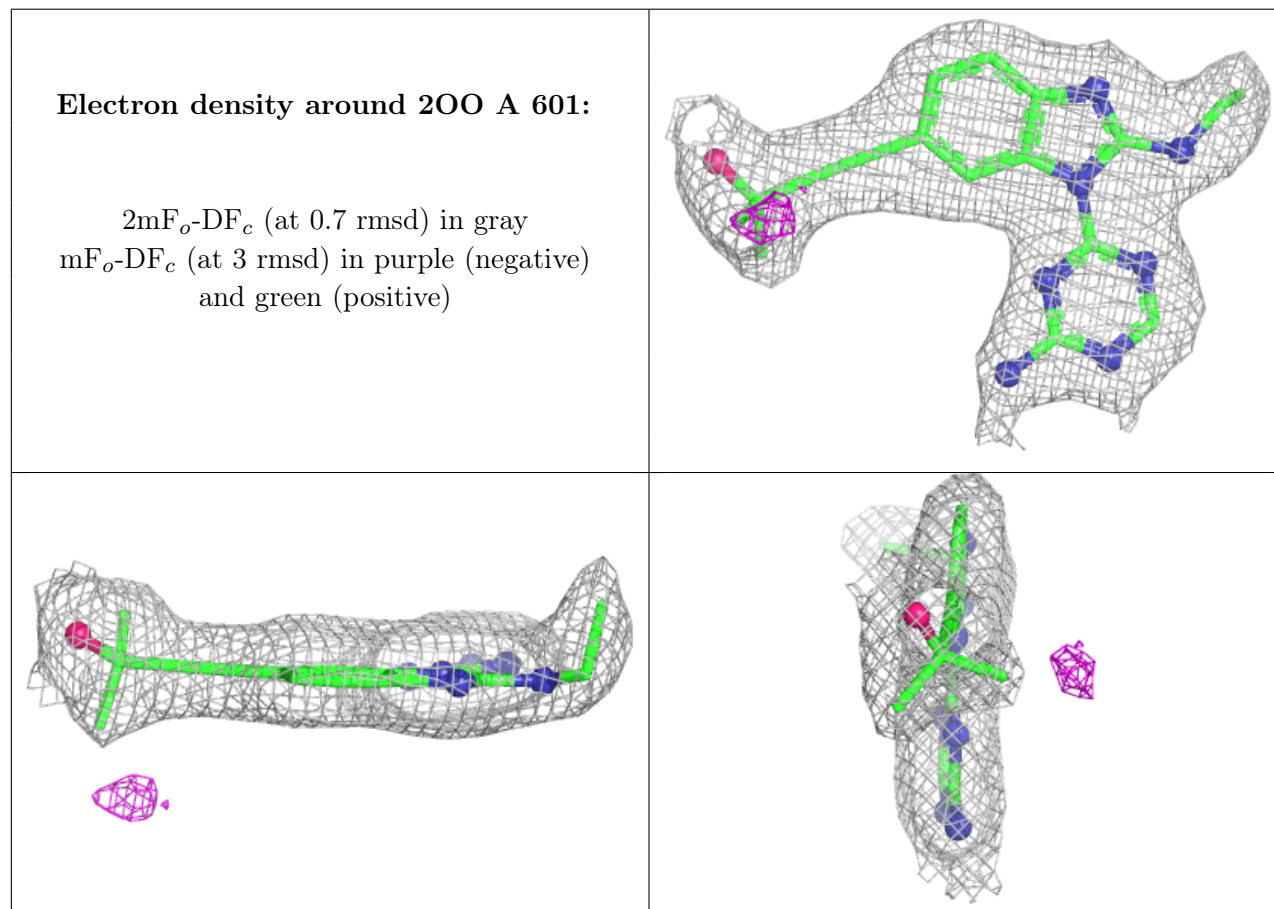 Electron density around 2OO A 601:
2mFo-DFc (at 0.7 rmsd) in gray
mFo-DFc (at 3 rmsd) in purple (negative)
and green (positive)